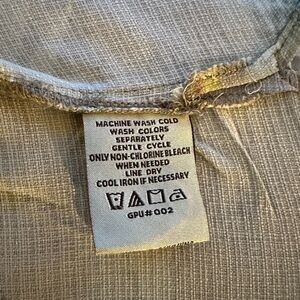 MACHINE WASH COLD
WASH COLORS
SEPARATELY
GENTLE CYCLE
ONLY NON-CHLORINE BLEACH
WHEN NEEDED
LINE DRY
COOL IRON IF NECESSARY
GPU# 002